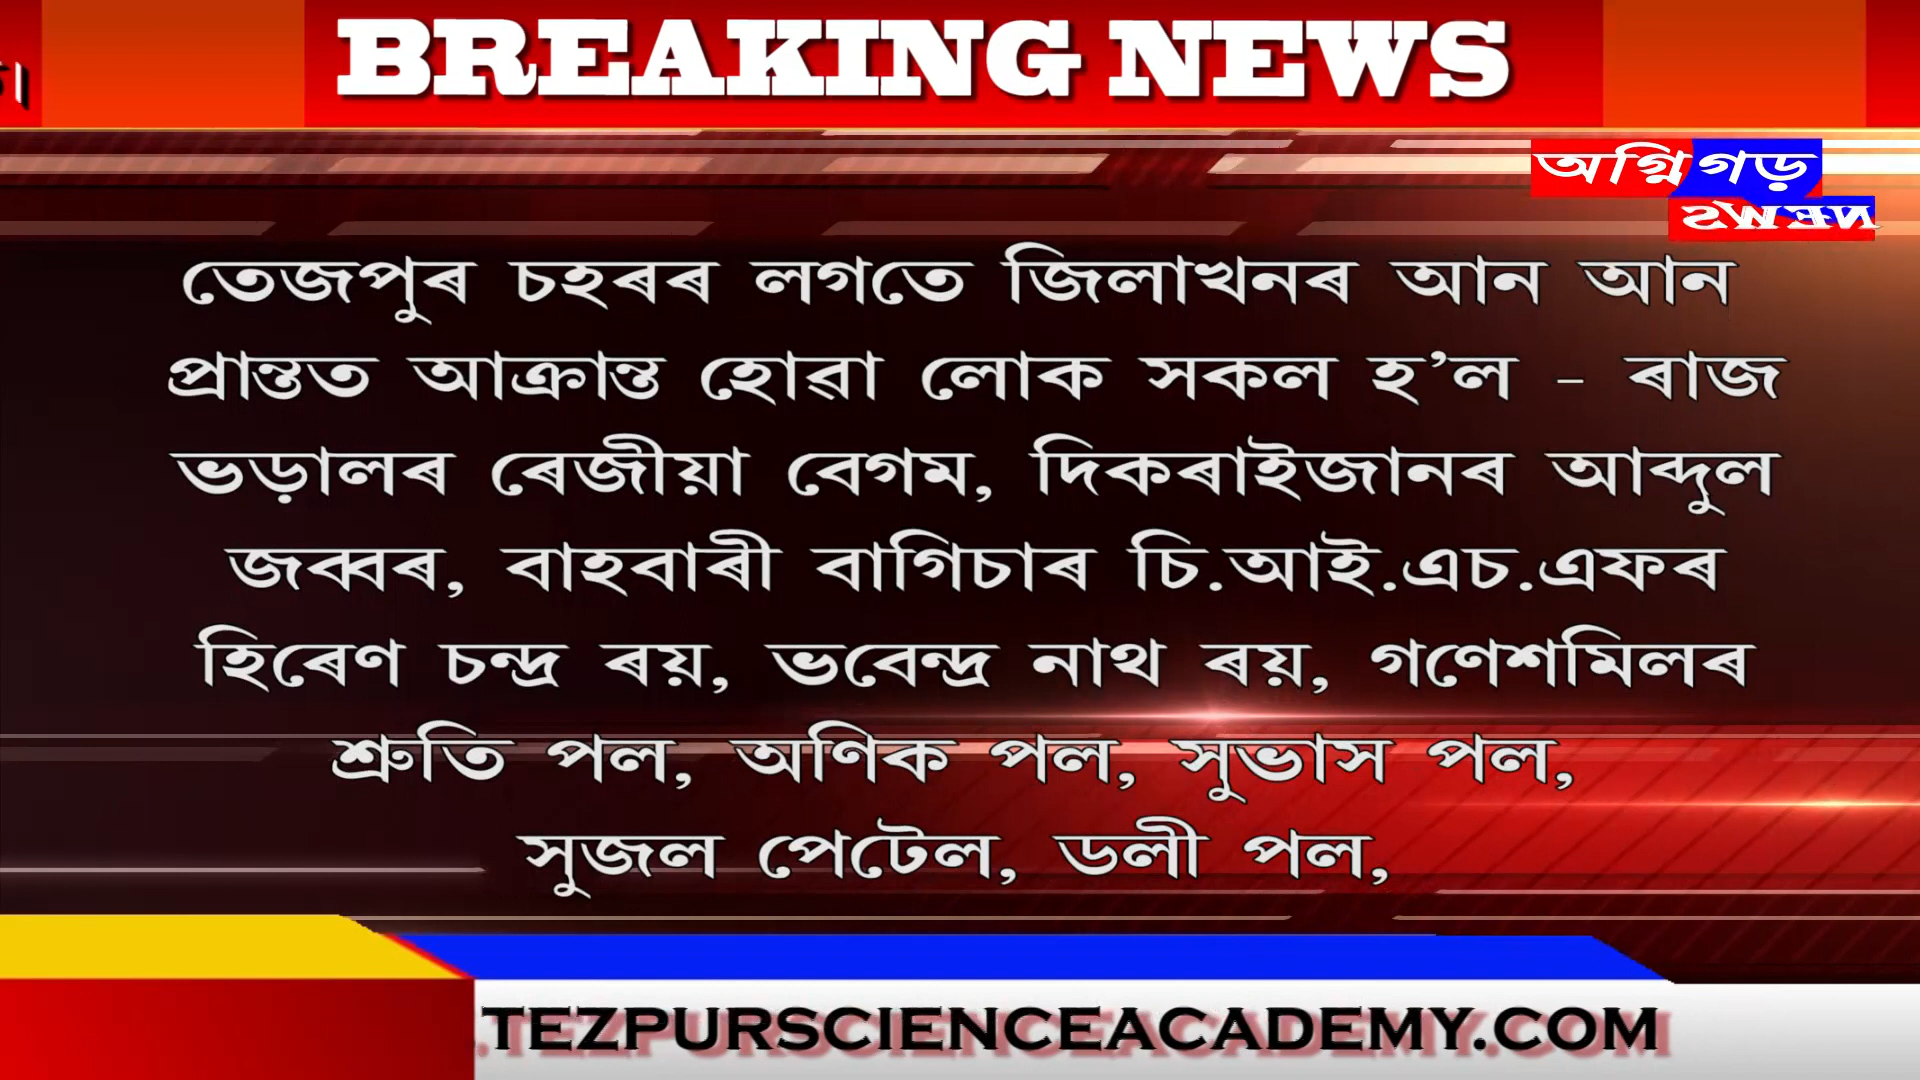 BREAKING NEWS
অগ্নিগড়
NEWS
তেজপুৰ চহৰৰ লগতে জিলাখনৰ আন আন
প্ৰান্তত আক্ৰান্ত হোৱা লোক সকল হ’ল - ৰাজ
ভড়ালৰ ৰেজীয়া বেগম, দিকৰাইজানৰ আব্দুল
জব্বৰ, বাহবাৰী বাগিচাৰ চি.আই.এচ.এফৰ
হিৰেণ চন্দ্ৰ ৰয়, ভবেন্দ্ৰ নাথ ৰয়, গণেশমিলৰ
শ্ৰুতি পল, অণিক পল, সুভাস পল,
সুজল পেটেল, ডলী পল,
.TEZPURSCIENCEACADEMY.COM